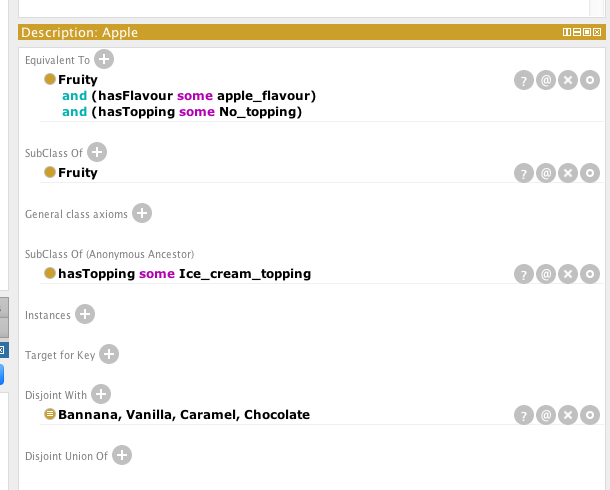 Description: Apple
Equivalent To
Fruity
and (hasFlavour some apple_flavour)
and (hasTopping some No_topping)
SubClass Of
Fruity
General class axioms
SubClass Of (Anonymous Ancestor)
hasTopping some Ice_cream_topping
Instances
Target for Key
Disjoint With
Bannana, Vanilla, Caramel, Chocolate
Disjoint Union Of